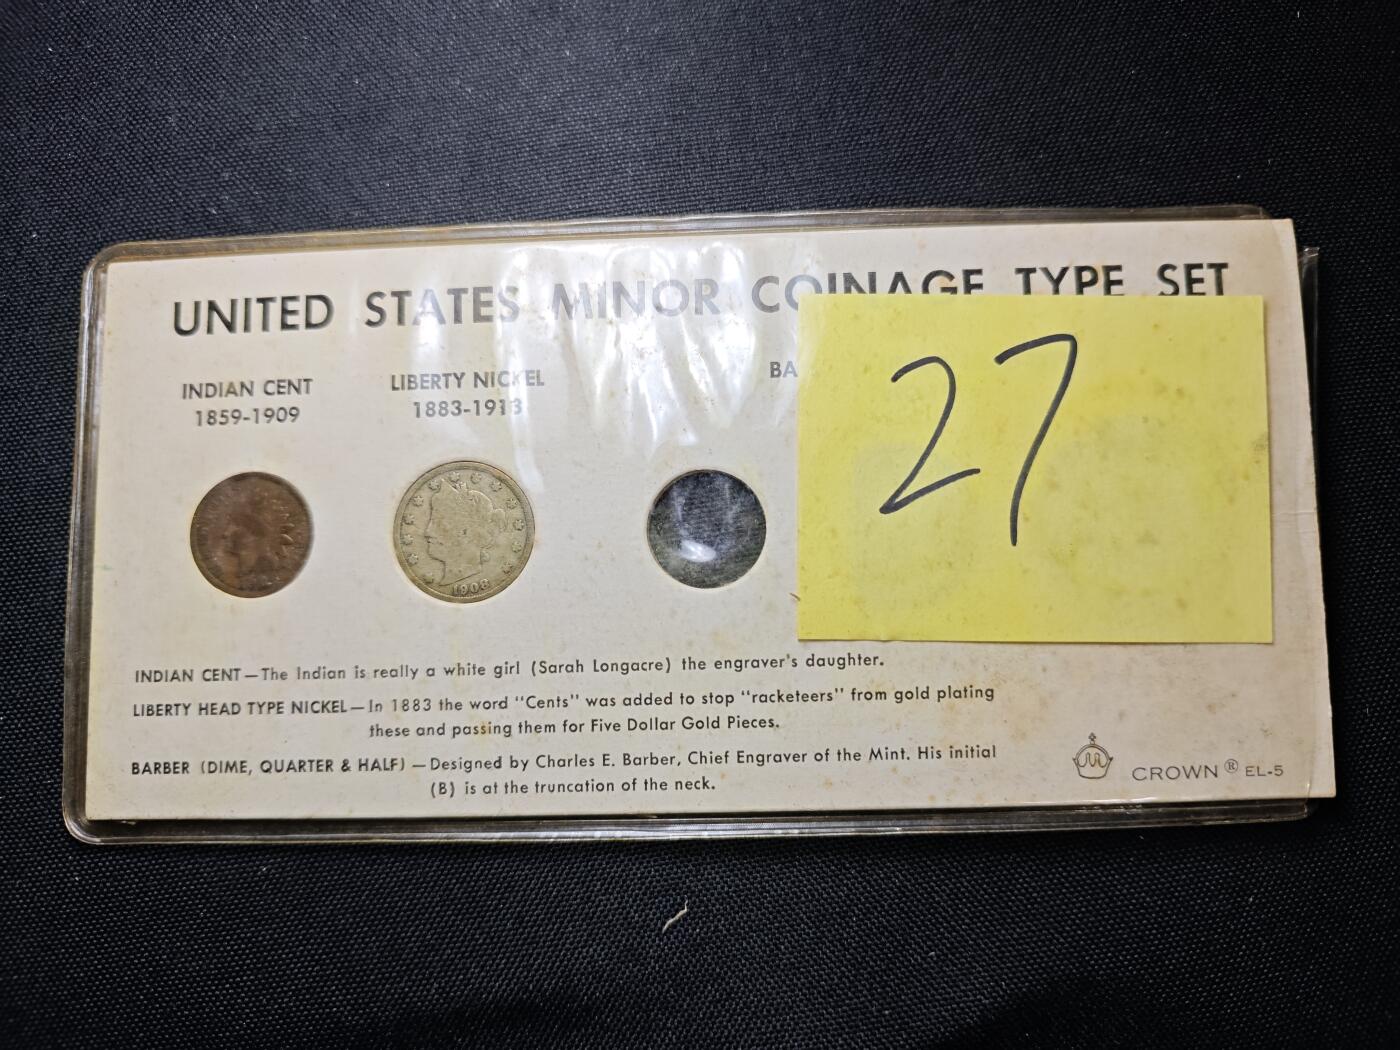 UNITED STATES MINOR COINAGE TYPE SET
INDIAN CENT
1859-1909
LIBERTY NICKEL
1883-1913
BA
27
1908
INDIAN CENT—The Indian is really a white girl (Sarah Longacre) the engraver's daughter.
LIBERTY HEAD TYPE NICKEL—In 1883 the word "Cents" was added to stop "racketeers" from gold plating
these and passing them for Five Dollar Gold Pieces.
BARBER (DIME, QUARTER & HALF) —Designed by Charles E. Barber, Chief Engraver of the Mint. His initial
(B) is at the truncation of the neck.
CROWN® EL-5